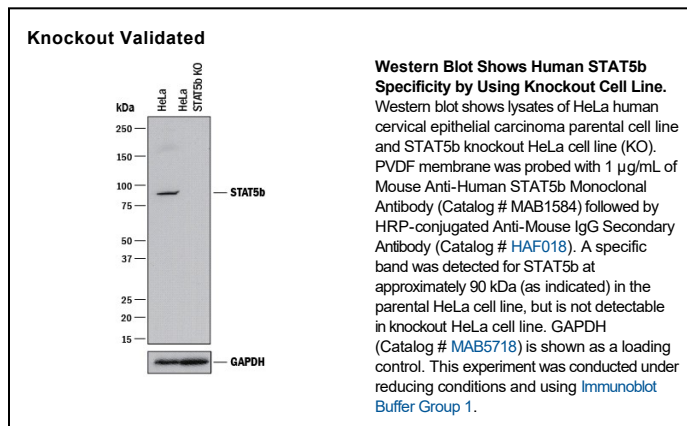 Knockout Validated
HeLa
HeLa
STAT5b KO
kDa
250
150
100
75
50
37
25
20
15
STAT5b
GAPDH
Western Blot Shows Human STAT5b
Specificity by Using Knockout Cell Line.
Western blot shows lysates of HeLa human
cervical epithelial carcinoma parental cell line
and STAT5b knockout HeLa cell line (KO).
PVDF membrane was probed with 1 µg/mL of
Mouse Anti-Human STAT5b Monoclonal
Antibody (Catalog # MAB1584) followed by
HRP-conjugated Anti-Mouse IgG Secondary
Antibody (Catalog # HAF018). A specific
band was detected for STAT5b at
approximately 90 kDa (as indicated) in the
parental HeLa cell line, but is not detectable
in knockout HeLa cell line. GAPDH
(Catalog # MAB5718) is shown as a loading
control. This experiment was conducted under
reducing conditions and using Immunoblot
Buffer Group 1.